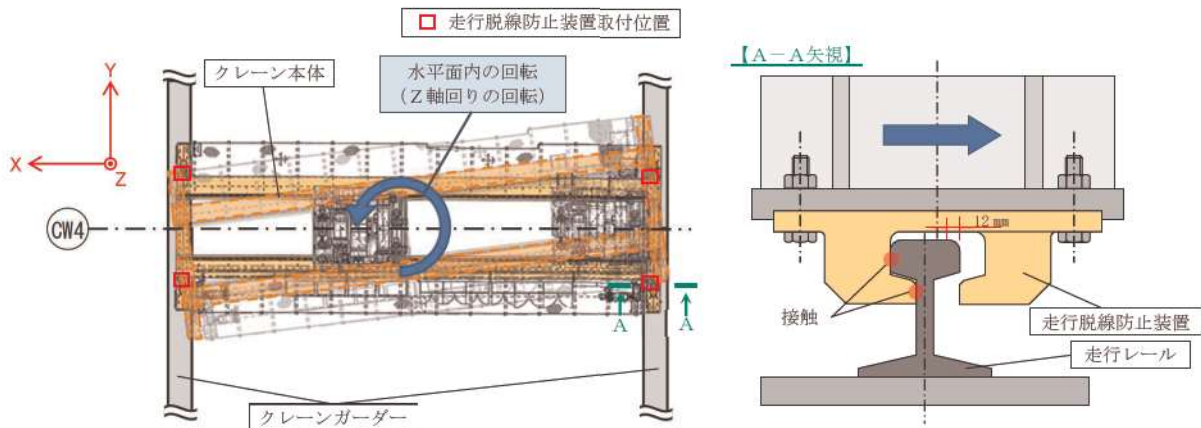 走行脱線防止装置取付位置
クレーン本体
水平面内の回転
(Z軸回りの回転)
Y
X
Z
CW4
A
A
クレーンガーダー
【A－A矢視】
12mm
接触
走行脱線防止装置
走行レール